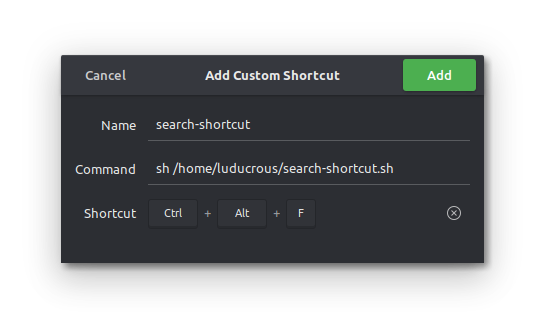 Cancel Add Custom Shortcut Add
Name search-shortcut
Command sh /home/luducrous/search-shortcut.sh
Shortcut Ctrl + Alt + F